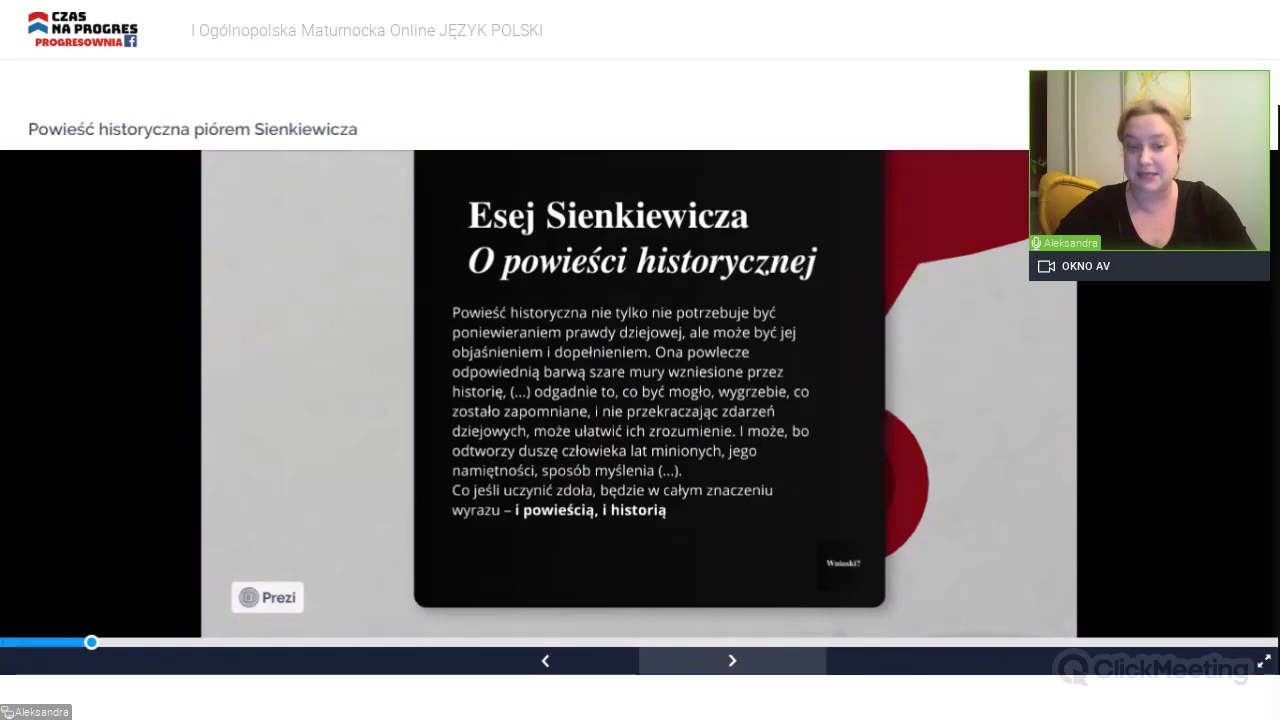 CZAS
NA PROGRES
PROGRESOWNIA
I Ogólnopolska Maturnocka Online JĘZYK POLSKI
Powieść historyczna piórem Sienkiewicza
Esej Sienkiewicza
O powieści historycznej
Powieść historyczna nie tylko nie potrzebuje być
poniewieraniem prawdy dziejowej, ale może być jej
objaśnieniem i dopełnieniem. Ona powlecze
odpowiednią barwą szare mury wzniesione przez
historię, (...) odgadnie to, co być mogło, wygrzebie, co
zostało zapomniane, i nie przekraczając zdarzeń
dziejowych, może ułatwić ich zrozumienie. I może, bo
odtworzy duszę człowieka lat minionych, jego
namiętności, sposób myślenia (...).
Co jeśli uczynić zdoła, będzie w całym znaczeniu
wyrazu – i powieścią, i historią
Wnioski?
Prezi
Aleksandra
OKNO AV
ClickMeeting
Aleksandra